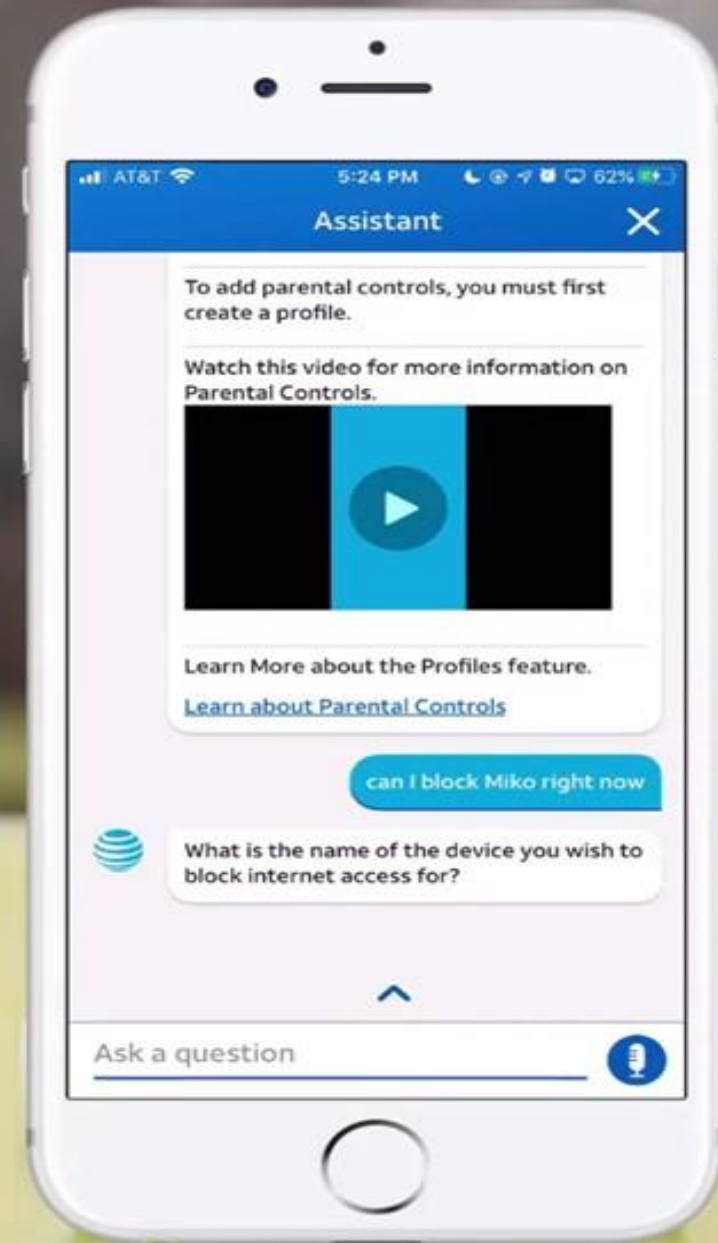 AT&T 5:24 PM 62%
Assistant
To add parental controls, you must first
create a profile.
Watch this video for more information on
Parental Controls.
Learn More about the Profiles feature.
Learn about Parental Controls
can I block Miko right now
What is the name of the device you wish to
block internet access for?
Ask a question